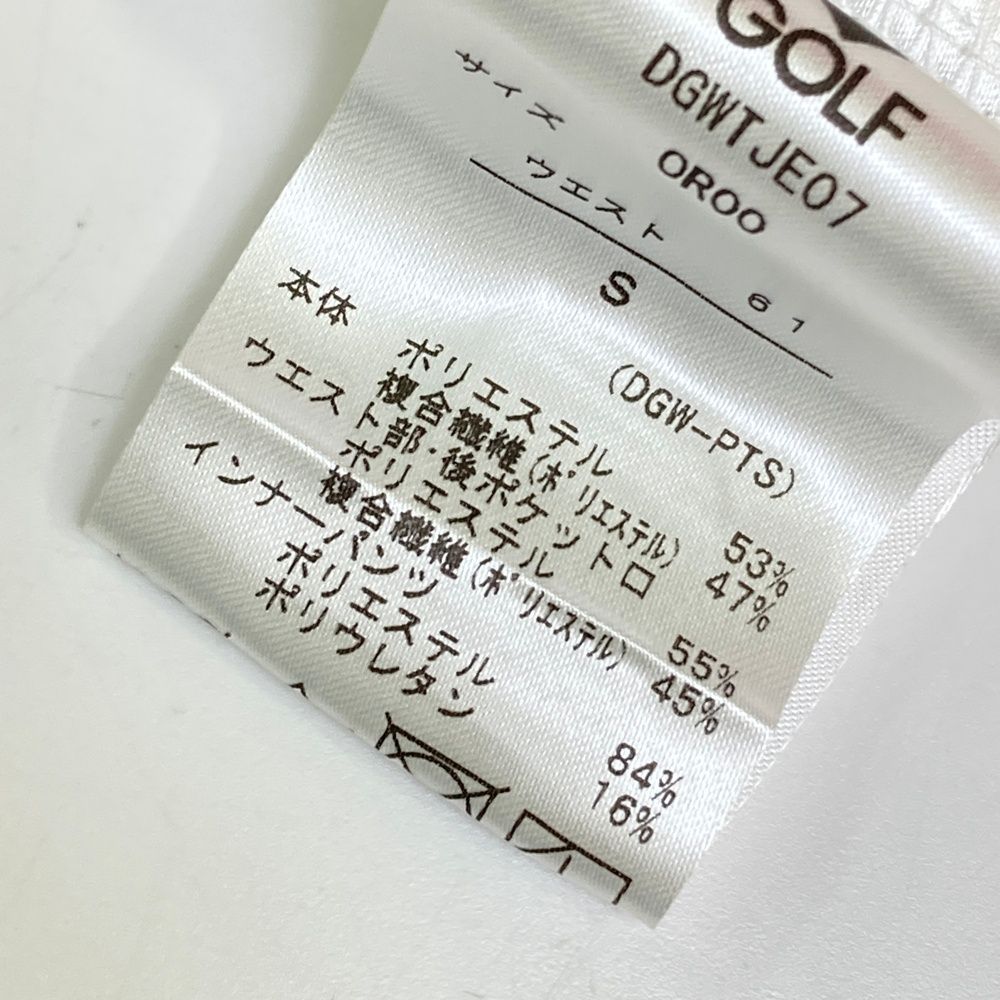 GOLF
DGWTJE07
OR00
サイズ
ウエスト 61
S
(DGW-PTS)
本体
ポリエステル 53%
複合繊維(ポリエステル) 47%
ウエスト部・後ポケット口
ポリエステル 55%
複合繊維(ポリエステル) 45%
インナーパンツ
ポリエステル 84%
ポリウレタン 16%